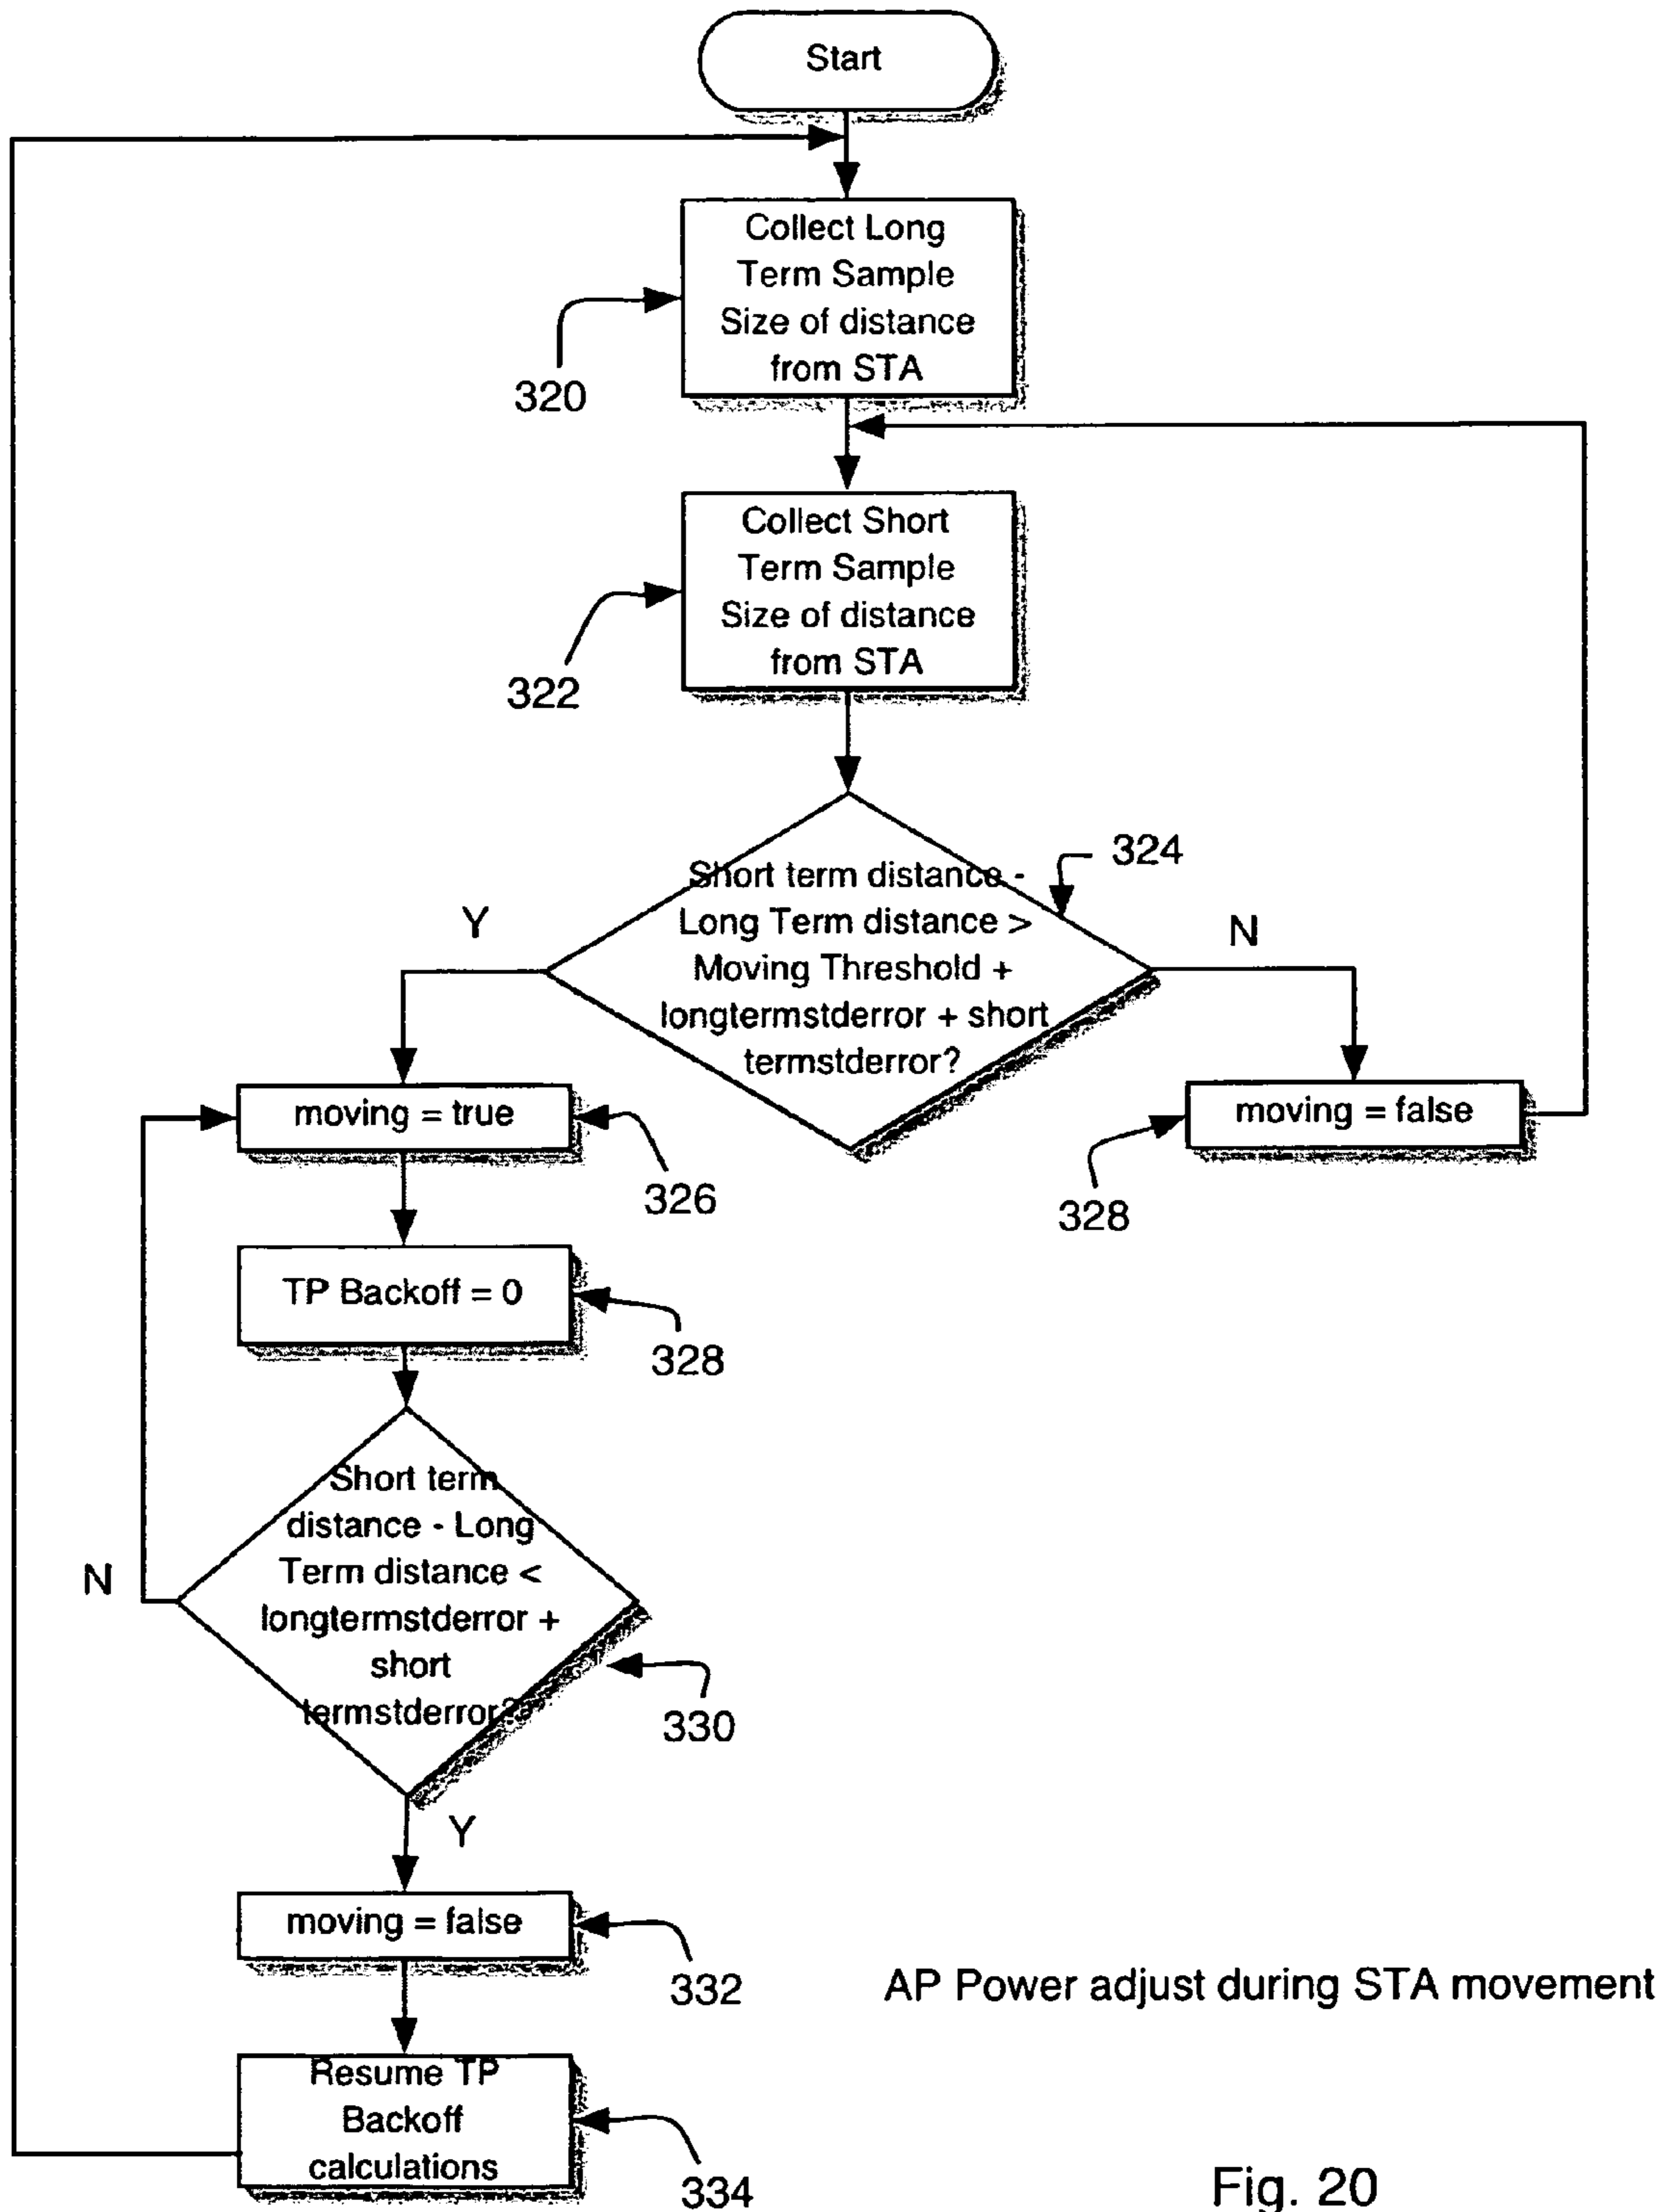 Start
Collect Long
Term Sample
Size of distance
from STA
320
Collect Short
Term Sample
Size of distance
from STA
322
Short term distance -
Long Term distance >
Moving Threshold +
longtermstderror + short
termstderror?
324
Y
N
moving = true
326
moving = false
328
TP Backoff = 0
328
Short term
distance - Long
Term distance <
longtermstderror +
short
termstderror?
330
N
Y
moving = false
332
AP Power adjust during STA movement
Resume TP
Backoff
calculations
334
Fig. 20